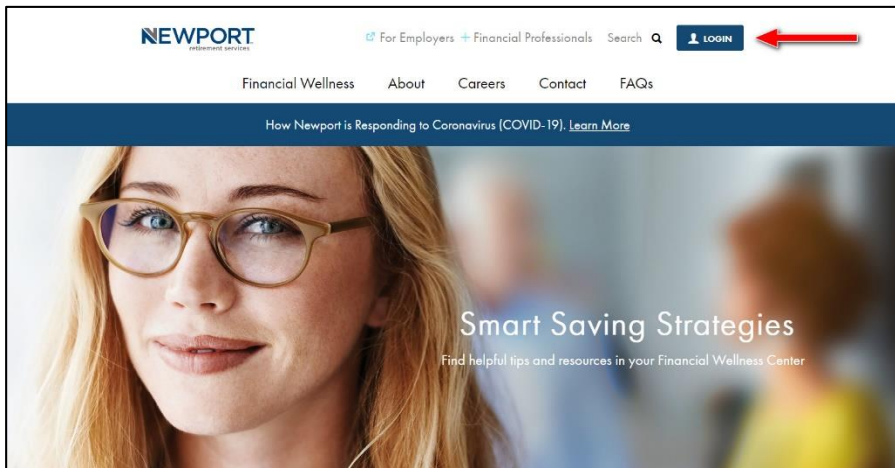 NEWPORT
retirement services
For Employers + Financial Professionals Search LOGIN
Financial Wellness About Careers Contact FAQs
How Newport is Responding to Coronavirus (COVID-19). Learn More
Smart Saving Strategies
Find helpful tips and resources in your Financial Wellness Center